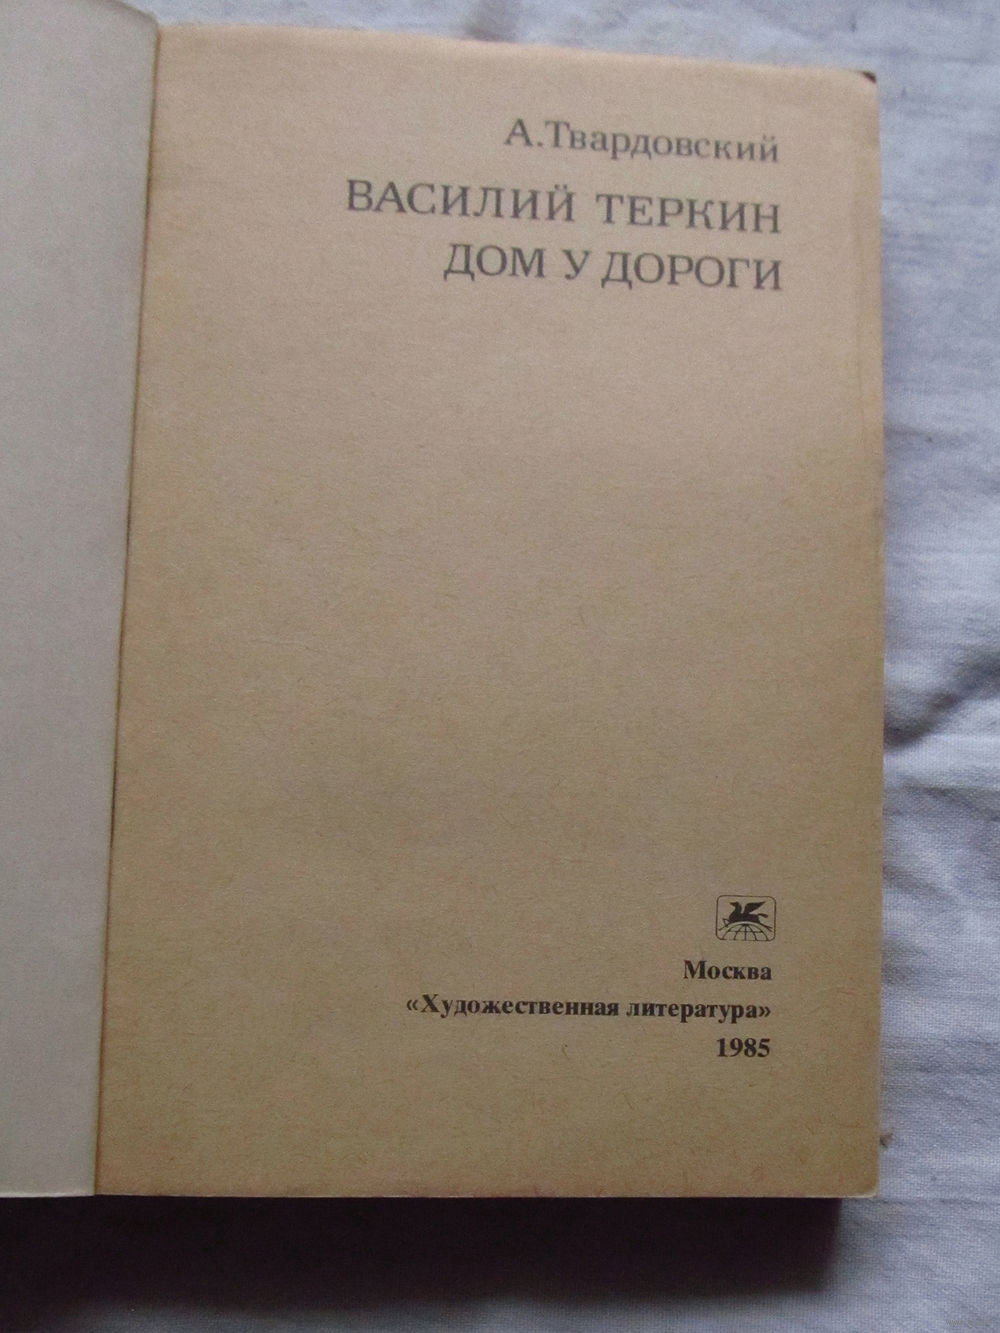 А.Твардовский
ВАСИЛИЙ ТЕРКИН
ДОМ У ДОРОГИ
Москва
«Художественная литература»
1985